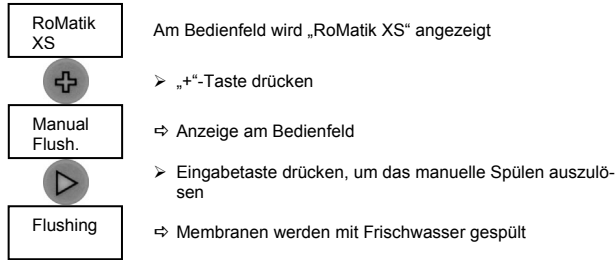 RoMatik
XS
Am Bedienfeld wird „RoMatik XS“ angezeigt
➢ „+“-Taste drücken
Manual
Flush.
⇨ Anzeige am Bedienfeld
➢ Eingabetaste drücken, um das manuelle Spülen auszulö-
sen
Flushing
⇨ Membranen werden mit Frischwasser gespült